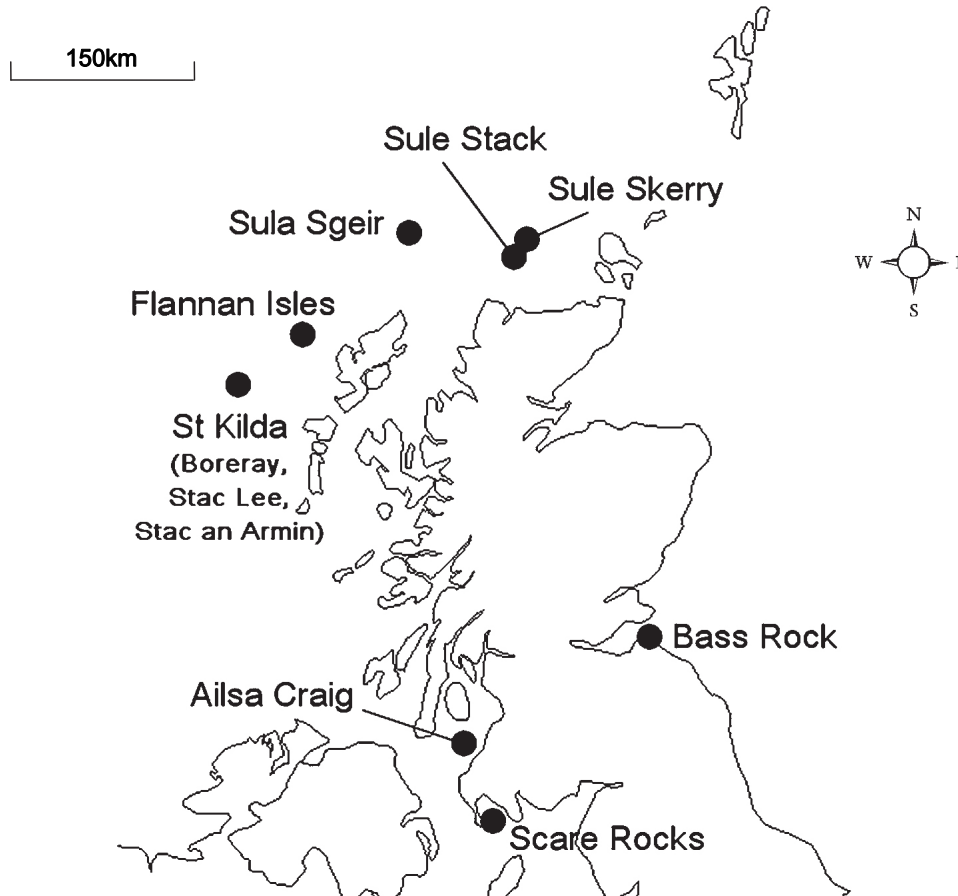 150km
Sule Stack
Sule Skerry
Sula Sgeir
N
W
S
Flannan Isles
St Kilda
(Boreray,
Stac Lee,
Stac an Armin)
Bass Rock
Ailsa Craig
Scare Rocks